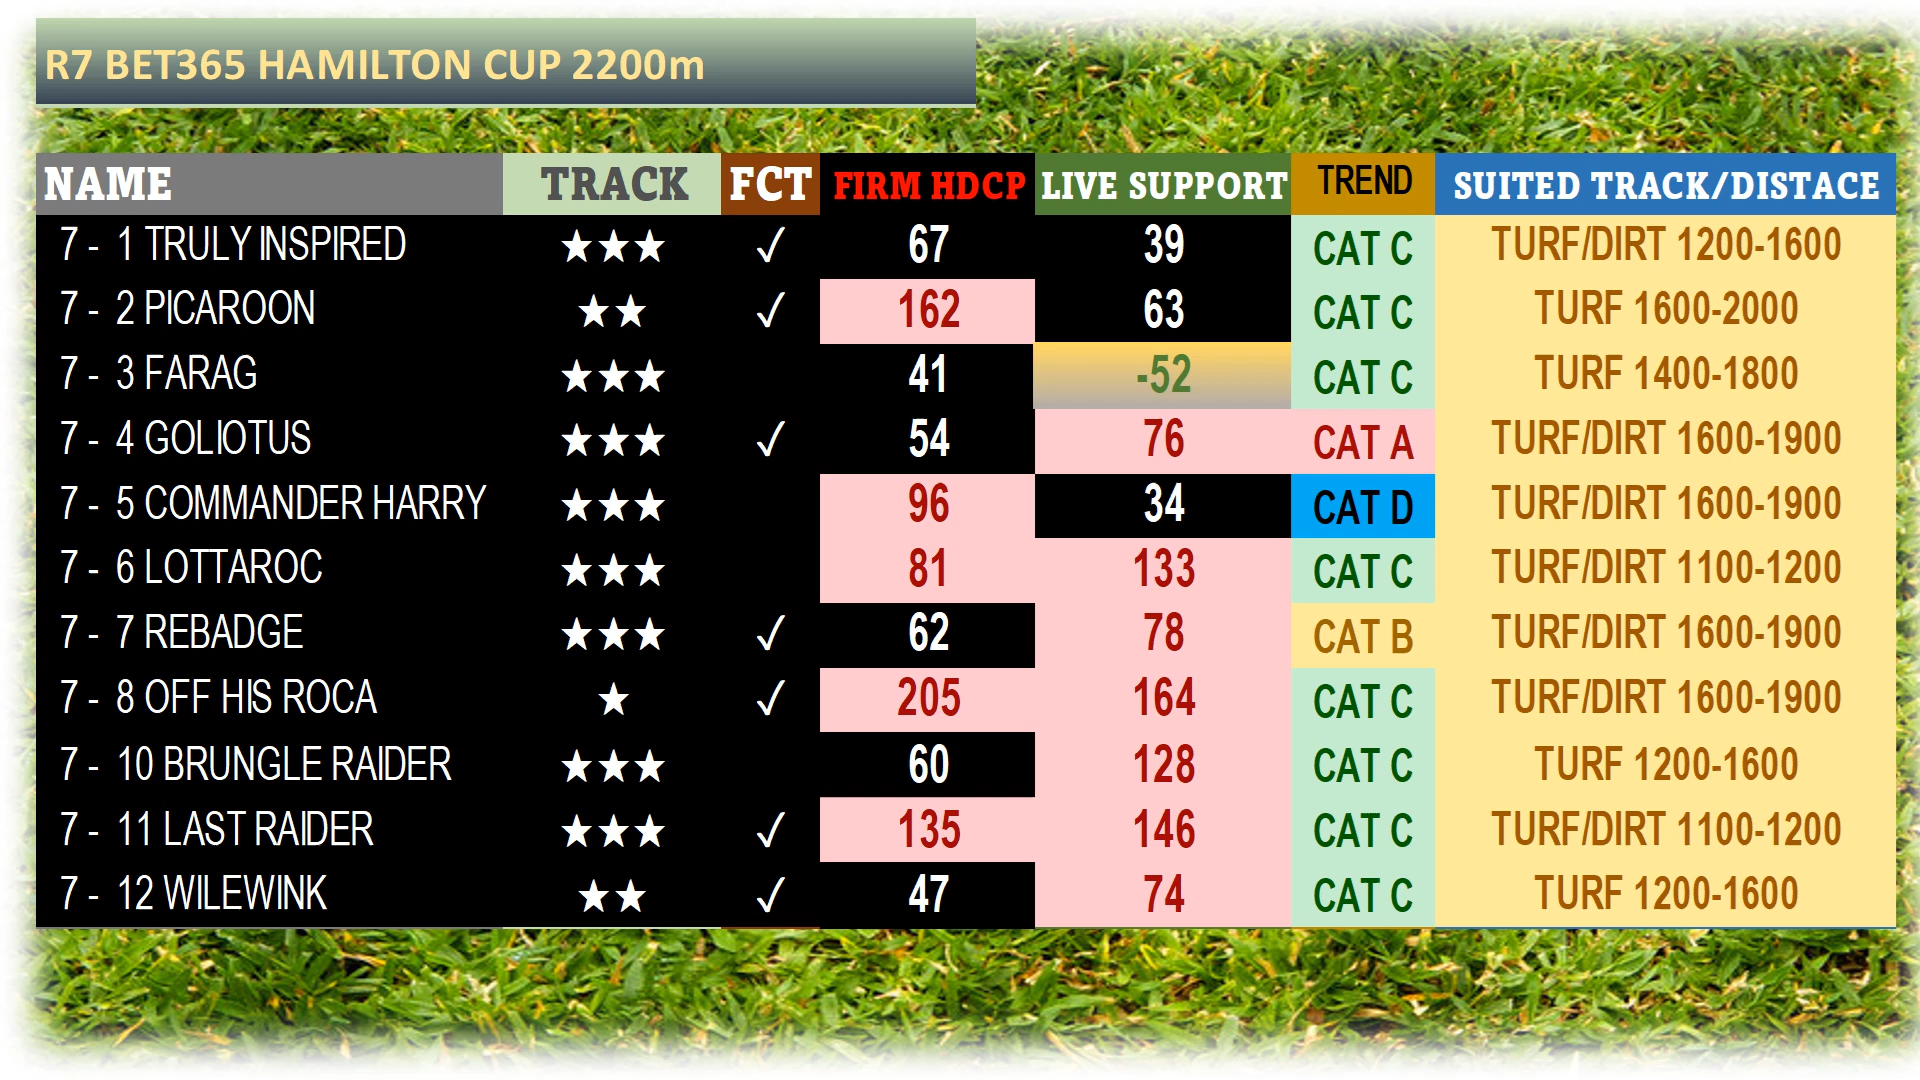 R7 BET365 HAMILTON CUP 2200m
NAME TRACK FCT FIRM HDCP LIVE SUPPORT TREND SUITED TRACK/DISTACE
7 - 1 TRULY INSPIRED ★★★ ✓ 67 39 CAT C TURF/DIRT 1200-1600
7 - 2 PICAROON ★★ ✓ 162 63 CAT C TURF 1600-2000
7 - 3 FARAG ★★★ 41 -52 CAT C TURF 1400-1800
7 - 4 GOLIOTUS ★★★ ✓ 54 76 CAT A TURF/DIRT 1600-1900
7 - 5 COMMANDER HARRY ★★★ 96 34 CAT D TURF/DIRT 1600-1900
7 - 6 LOTTAROC ★★★ 81 133 CAT C TURF/DIRT 1100-1200
7 - 7 REBADGE ★★★ ✓ 62 78 CAT B TURF/DIRT 1600-1900
7 - 8 OFF HIS ROCA ★ ✓ 205 164 CAT C TURF/DIRT 1600-1900
7 - 10 BRUNGLE RAIDER ★★★ 60 128 CAT C TURF 1200-1600
7 - 11 LAST RAIDER ★★★ ✓ 135 146 CAT C TURF/DIRT 1100-1200
7 - 12 WILEWINK ★★ ✓ 47 74 CAT C TURF 1200-1600